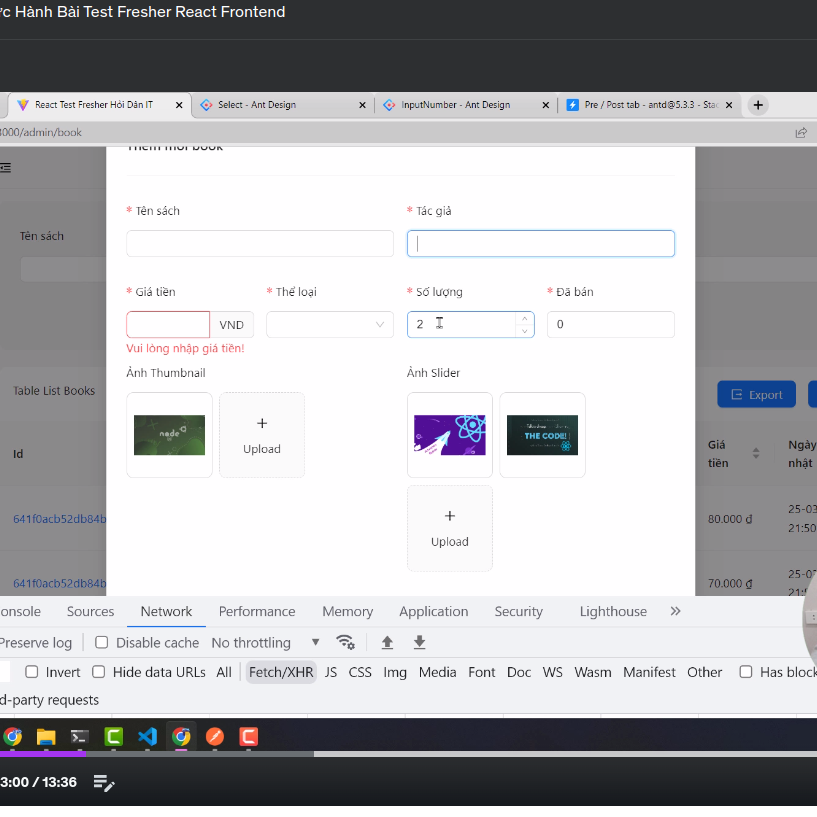 ực Hành Bài Test Fresher React Frontend
React Test Fresher Hỏi Dân IT
Select - Ant Design
InputNumber - Ant Design
Pre / Post tab - antd@5.3.3 - Stac
3000/admin/book
Thêm mới book
* Tên sách
* Tác giả
Tên sách
* Giá tiền
* Thể loại
* Số lượng
* Đã bán
VND
2
0
Vui lòng nhập giá tiền!
Ảnh Thumbnail
Ảnh Slider
Table List Books
Export
node
THE CODE!!
+
Upload
Id
Giá
tiền
Ngày
nhật
+
Upload
641f0acb52db84b
80.000 ₫
25-03
21:50
641f0acb52db84b
70.000 ₫
25-03
21:5
onsole
Sources
Network
Performance
Memory
Application
Security
Lighthouse
Preserve log
Disable cache
No throttling
Invert
Hide data URLs
All
Fetch/XHR
JS
CSS
Img
Media
Font
Doc
WS
Wasm
Manifest
Other
Has block
d-party requests
3:00 / 13:36